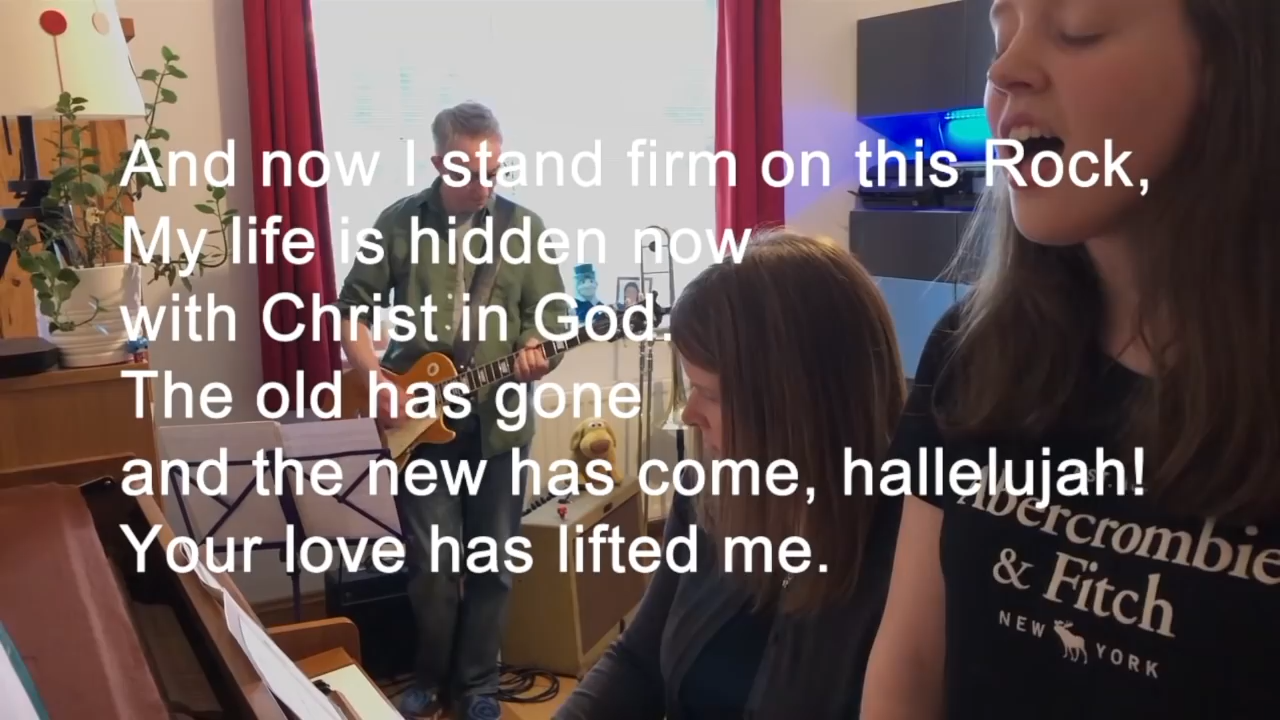 And now I stand firm on this Rock,
My life is hidden now
with Christ in God.
The old has gone
and the new has come, hallelujah!
Your love has lifted me.
Abercrombie
& Fitch
NEW YORK